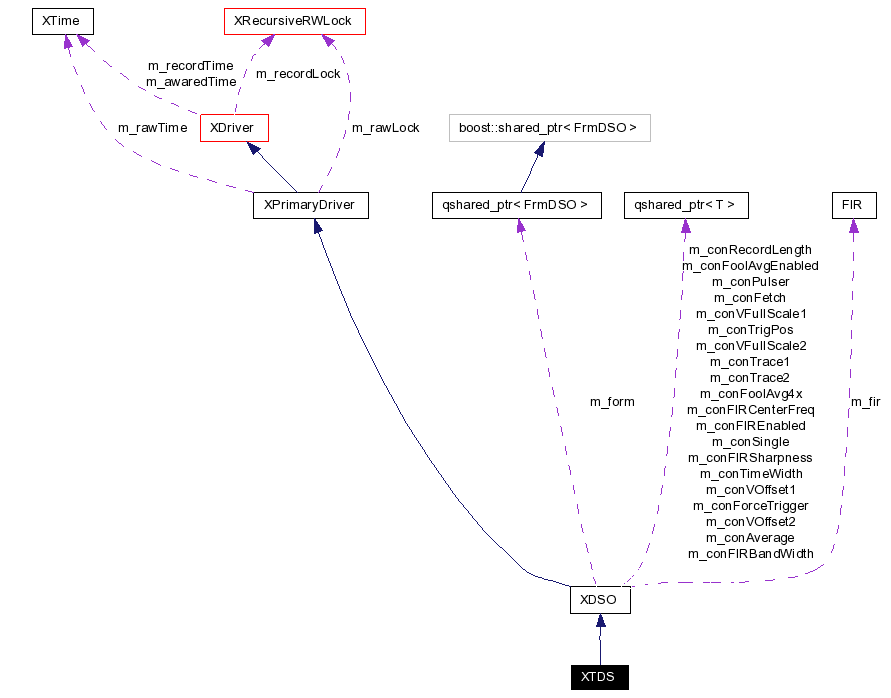 XTime
XRecursiveRWLock
m_recordTime
m_awaredTime
m_recordLock
m_rawTime
XDriver
m_rawLock
boost::shared_ptr< FrmDSO >
XPrimaryDriver
qshared_ptr< FrmDSO >
qshared_ptr< T >
FIR
m_conRecordLength
m_conFoolAvgEnabled
m_conPulser
m_conFetch
m_conVFullScale1
m_conTrigPos
m_conVFullScale2
m_conTrace1
m_conTrace2
m_conFoolAvg4x
m_form
m_fir
m_conFIRCenterFreq
m_conFIREnabled
m_conSingle
m_conFIRSharpness
m_conTimeWidth
m_conVOffset1
m_conForceTrigger
m_conVOffset2
m_conAverage
m_conFIRBandWidth
XDSO
XTDS